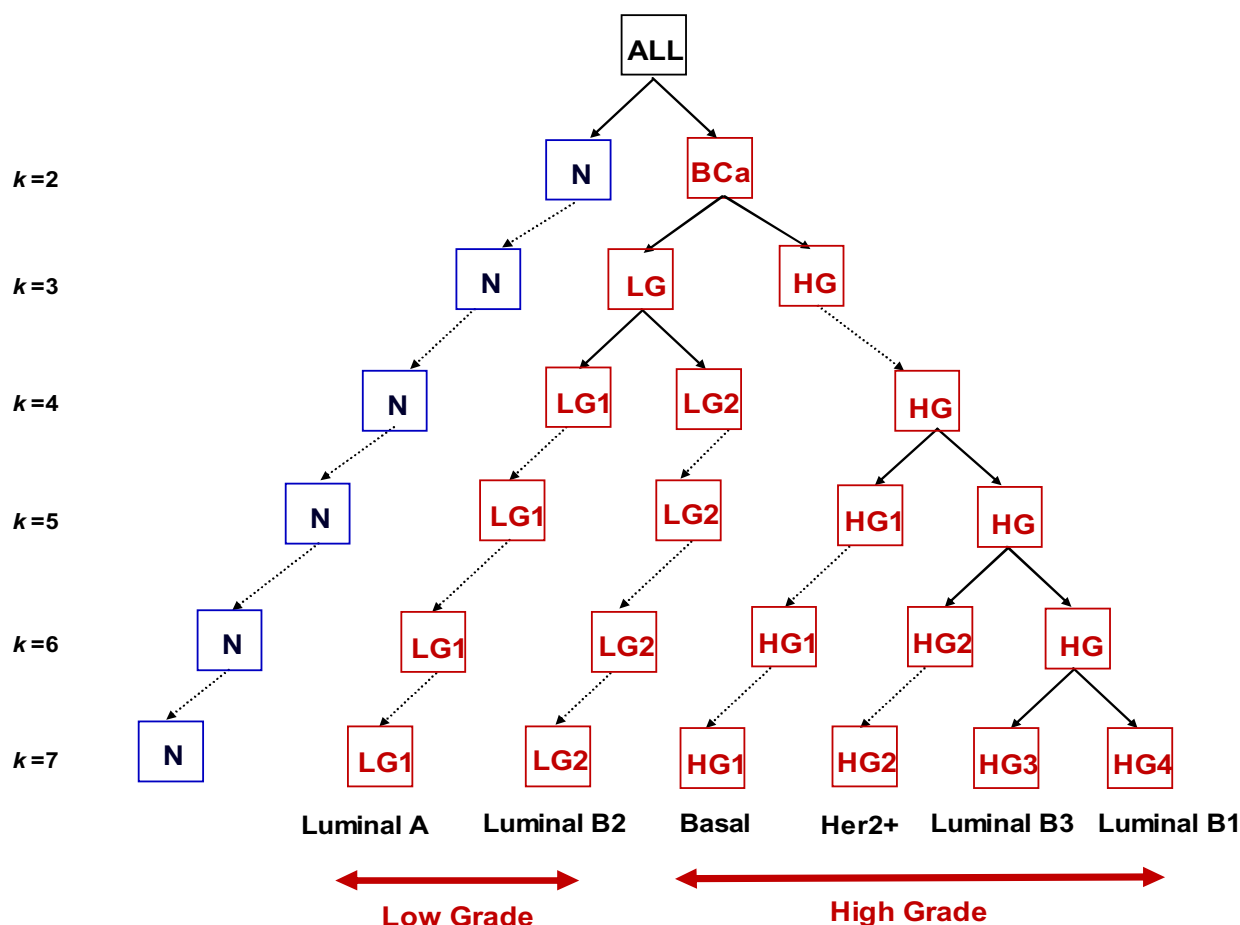 ALL
k=2 N BCa
k=3 N LG HG
k=4 N LG1 LG2 HG
k=5 N LG1 LG2 HG1 HG
k=6 N LG1 LG2 HG1 HG2 HG
k=7 N LG1 LG2 HG1 HG2 HG3 HG4
Luminal A Luminal B2 Basal Her2+ Luminal B3 Luminal B1
Low Grade High Grade